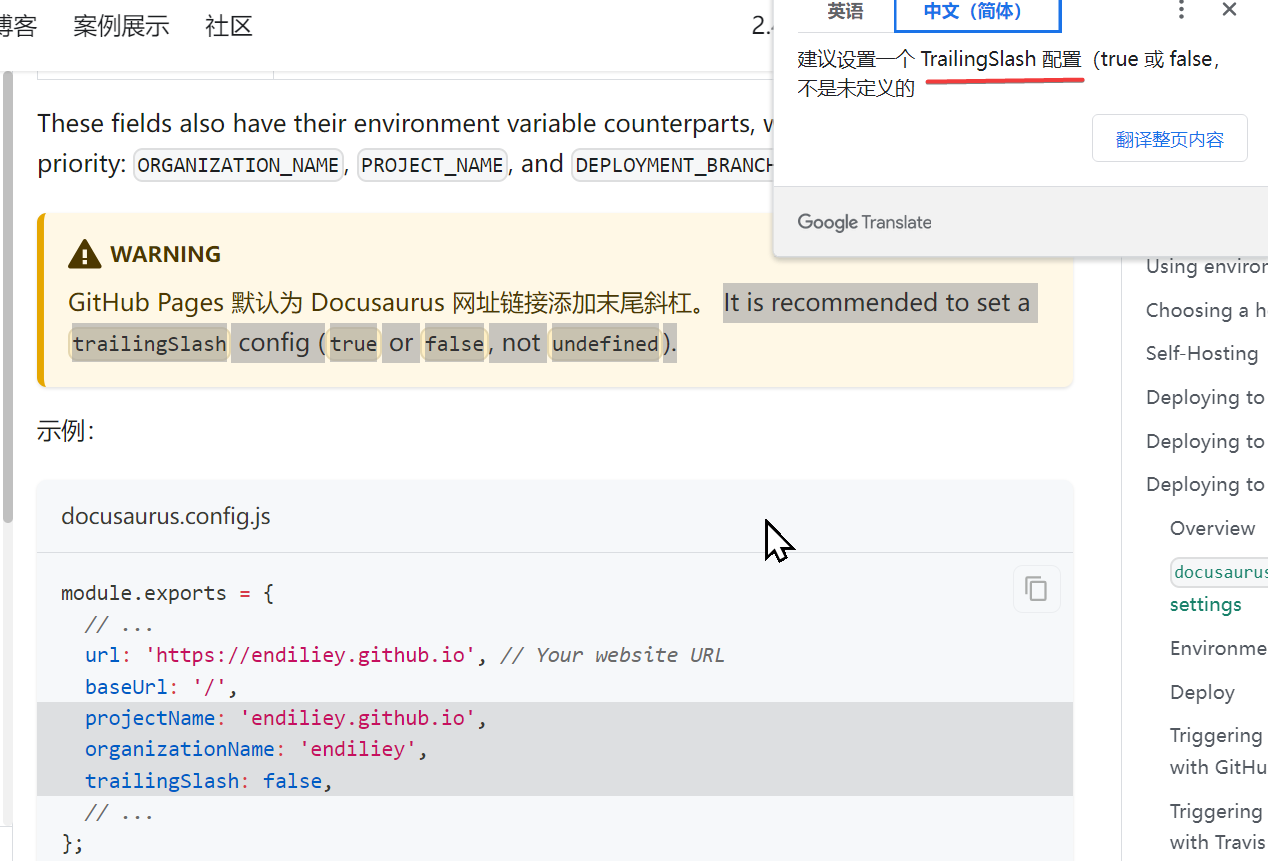 博客 案例展示 社区 2.
英语 中文（简体）
建议设置一个 TrailingSlash 配置（true 或 false，
不是未定义的
翻译整页内容
Google Translate
These fields also have their environment variable counterparts,
priority: ORGANIZATION_NAME, PROJECT_NAME, and DEPLOYMENT_BRANCH
WARNING
GitHub Pages 默认为 Docusaurus 网址链接添加末尾斜杠。 It is recommended to set a
trailingSlash config (true or false, not undefined).
示例：
docusaurus.config.js
module.exports = {
// ...
url: 'https://endiliey.github.io', // Your website URL
baseUrl: '/',
projectName: 'endiliey.github.io',
organizationName: 'endiliey',
trailingSlash: false,
// ...
};
Using environ
Choosing a h
Self-Hosting
Deploying to
Deploying to
Deploying to
Overview
docusaurus
settings
Environme
Deploy
Triggering
with GitHu
Triggering
with Travis